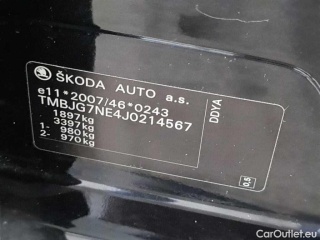 ŠKODA AUTO a.s.
e11*2007/46*0243
TMBJG7NE4J0214567
1897kg
3397kg
1- 980kg
2- 970kg
DDYA
0,5
CarOutlet.eu